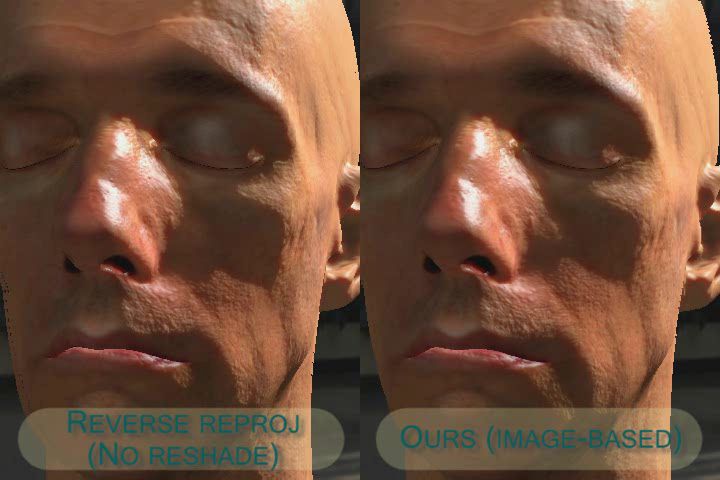 REVERSE REPROJ
(NO RESHADE)
OURS (IMAGE-BASED)